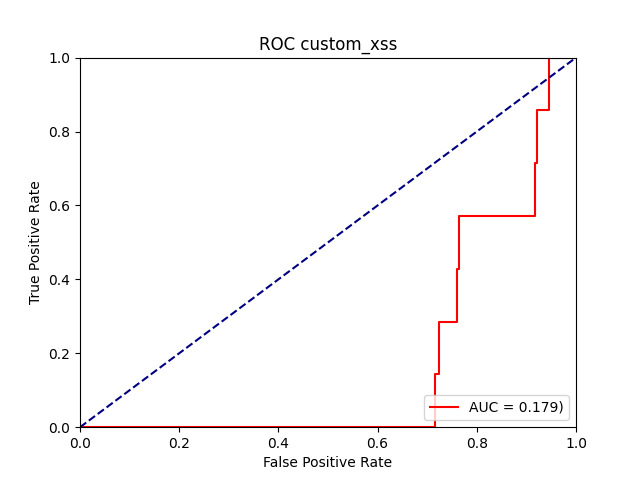 ROC custom_xss
1.0
0.8
0.6
0.4
0.2
0.0
True Positive Rate
AUC = 0.179)
0.0 0.2 0.4 0.6 0.8 1.0
False Positive Rate